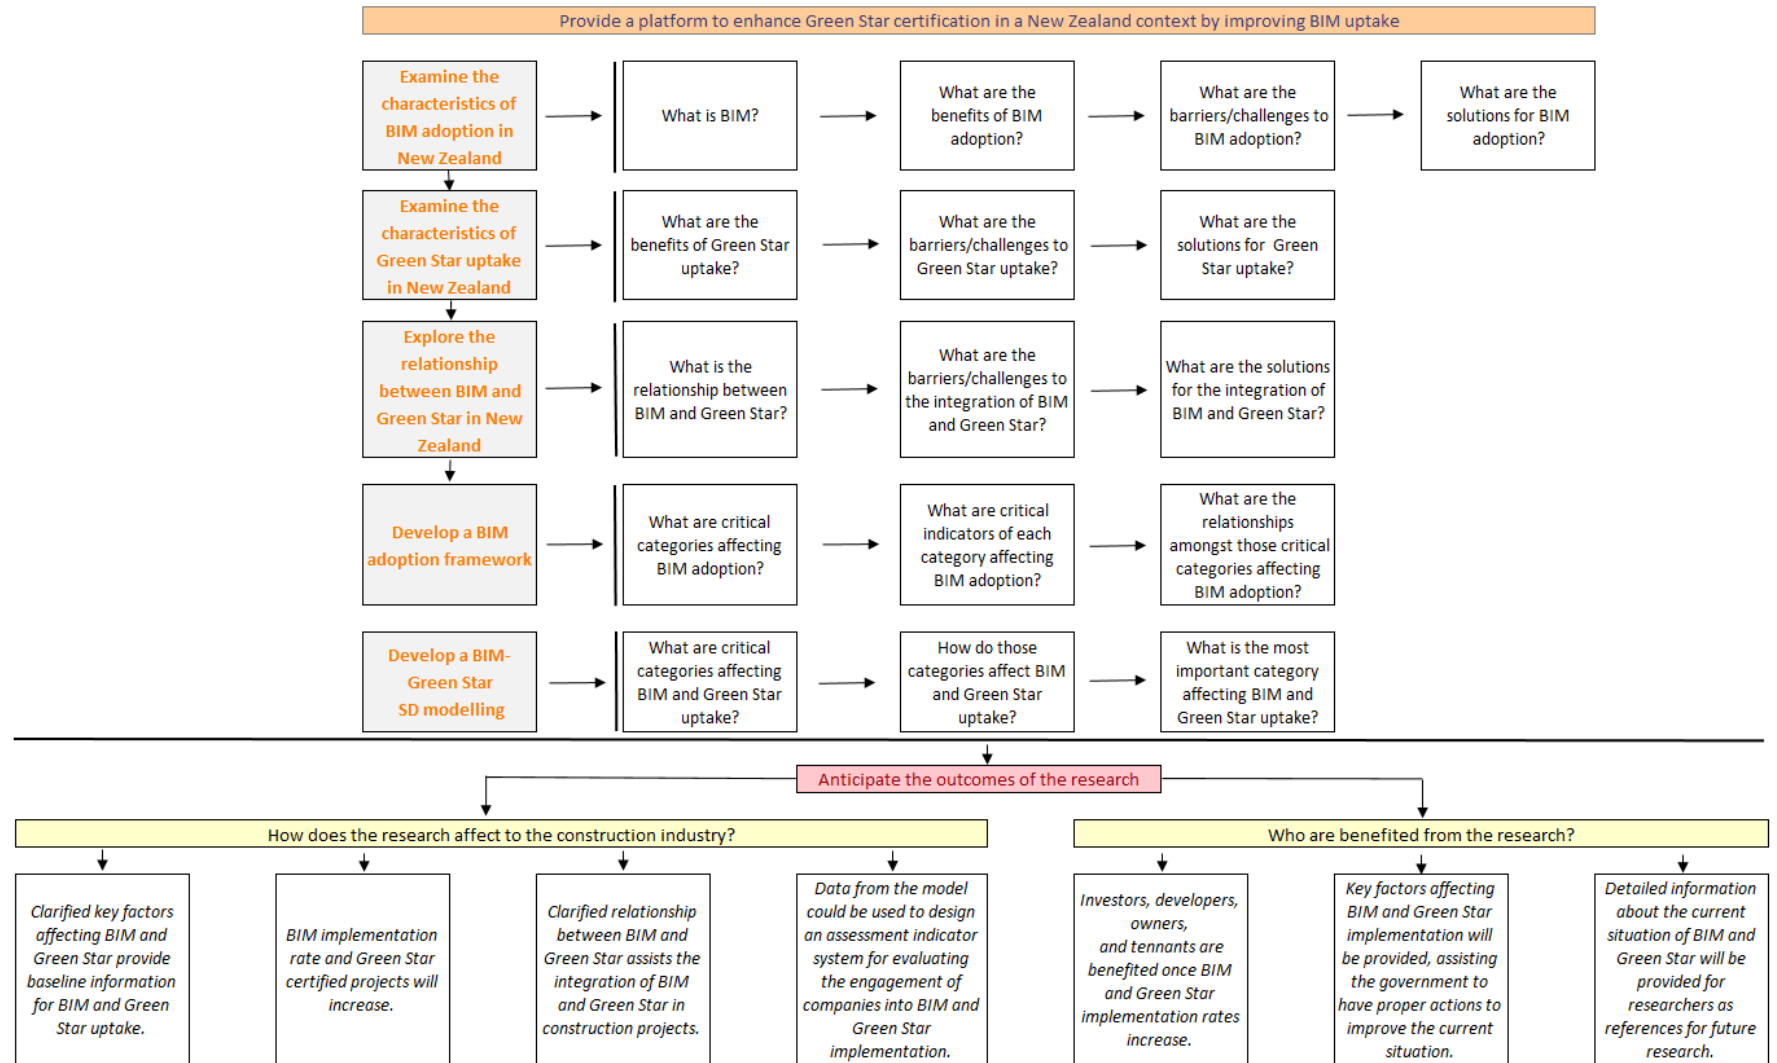 Provide a platform to enhance Green Star certification in a New Zealand context by improving BIM uptake
Examine the
characteristics of
BIM adoption in
New Zealand
What is BIM?
What are the
benefits of BIM
adoption?
What are the
barriers/challenges to
BIM adoption?
What are the
solutions for BIM
adoption?
Examine the
characteristics of
Green Star uptake
in New Zealand
What are the
benefits of Green Star
uptake?
What are the
barriers/challenges to
Green Star uptake?
What are the
solutions for Green
Star uptake?
Explore the
relationship
between BIM and
Green Star in New
Zealand
What is the
relationship between
BIM and Green Star?
What are the
barriers/challenges to
the integration of BIM
and Green Star?
What are the solutions
for the integration of
BIM and Green Star?
Develop a BIM
adoption framework
What are critical
categories affecting
BIM adoption?
What are critical
indicators of each
category affecting
BIM adoption?
What are the
relationships
amongst those critical
categories affecting
BIM adoption?
Develop a BIM-
Green Star
SD modelling
What are critical
categories affecting
BIM and Green Star
uptake?
How do those
categories affect BIM
and Green Star
uptake?
What is the most
important category
affecting BIM and
Green Star uptake?
Anticipate the outcomes of the research
How does the research affect to the construction industry?
Who are benefited from the research?
Clarified key factors
affecting BIM and
Green Star provide
baseline information
for BIM and Green
Star uptake.
BIM implementation
rate and Green Star
certified projects will
increase.
Clarified relationship
between BIM and
Green Star assists the
integration of BIM
and Green Star in
construction projects.
Data from the model
could be used to design
an assessment indicator
system for evaluating
the engagement of
companies into BIM and
Green Star
implementation.
Investors, developers,
owners,
and tennants are
benefited once BIM
and Green Star
implementation rates
increase.
Key factors affecting
BIM and Green Star
implementation will
be provided, assisting
the government to
have proper actions to
improve the current
situation.
Detailed information
about the current
situation of BIM and
Green Star will be
provided for
researchers as
references for future
research.